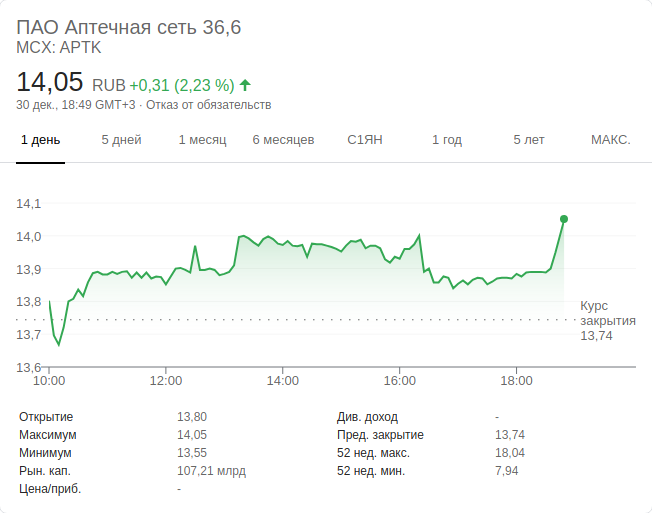 ПАО Аптечная сеть 36,6
MCX: APTK
14,05 RUB +0,31 (2,23 %)
30 дек., 18:49 GMT+3 · Отказ от обязательств
1 день 5 дней 1 месяц 6 месяцев С1ЯН 1 год 5 лет МАКС.
14,1
14,0
13,9
13,8
13,7
13,6
Курс
закрытия
13,74
10:00 12:00 14:00 16:00 18:00
Открытие 13,80 Див. доход -
Максимум 14,05 Пред. закрытие 13,74
Минимум 13,55 52 нед. макс. 18,04
Рын. кап. 107,21 млрд 52 нед. мин. 7,94
Цена/приб. -